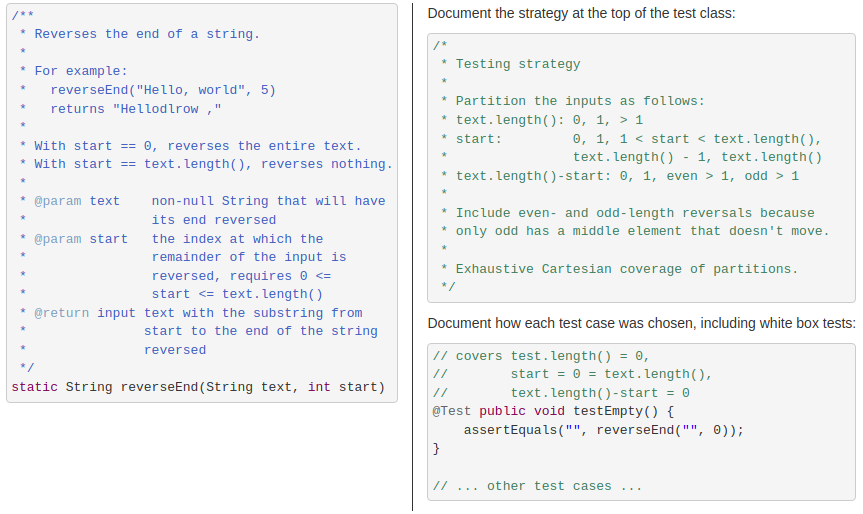 /**
 * Reverses the end of a string.
 *
 * For example:
 *   reverseEnd("Hello, world", 5)
 *   returns "Hellodlrow ,"
 *
 * With start == 0, reverses the entire text.
 * With start == text.length(), reverses nothing.
 *
 * @param text    non-null String that will have
 *                its end reversed
 * @param start   the index at which the
 *                remainder of the input is
 *                reversed, requires 0 <=
 *                start <= text.length()
 * @return input text with the substring from
 *               start to the end of the string
 *               reversed
 */
static String reverseEnd(String text, int start)
Document the strategy at the top of the test class:
/*
 * Testing strategy
 *
 * Partition the inputs as follows:
 * text.length(): 0, 1, > 1
 * start:         0, 1, 1 < start < text.length(),
 *                text.length() - 1, text.length()
 * text.length()-start: 0, 1, even > 1, odd > 1
 *
 * Include even- and odd-length reversals because
 * only odd has a middle element that doesn't move.
 *
 * Exhaustive Cartesian coverage of partitions.
 */
Document how each test case was chosen, including white box tests:
// covers test.length() = 0,
//        start = 0 = text.length(),
//        text.length()-start = 0
@Test public void testEmpty() {
    assertEquals("", reverseEnd("", 0));
}

// ... other test cases ...